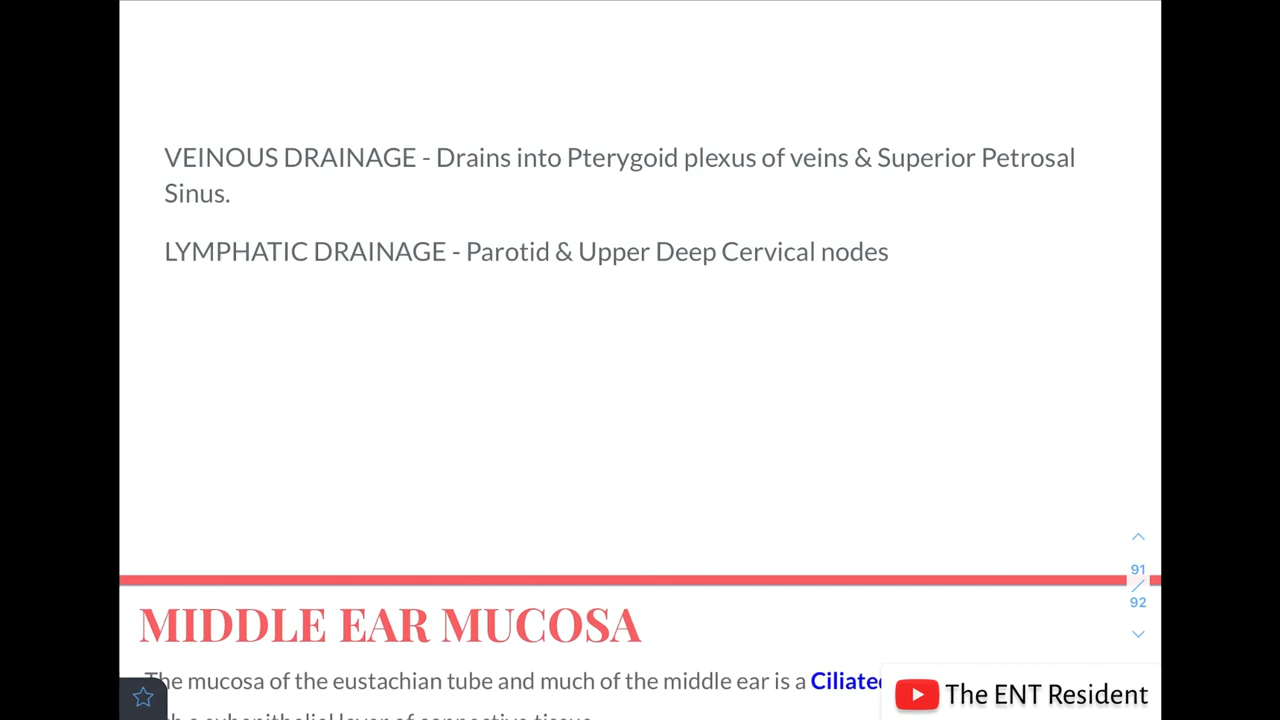 VEINOUS DRAINAGE - Drains into Pterygoid plexus of veins & Superior Petrosal
Sinus.
LYMPHATIC DRAINAGE - Parotid & Upper Deep Cervical nodes
91
92
MIDDLE EAR MUCOSA
The mucosa of the eustachian tube and much of the middle ear is a
The ENT Resident